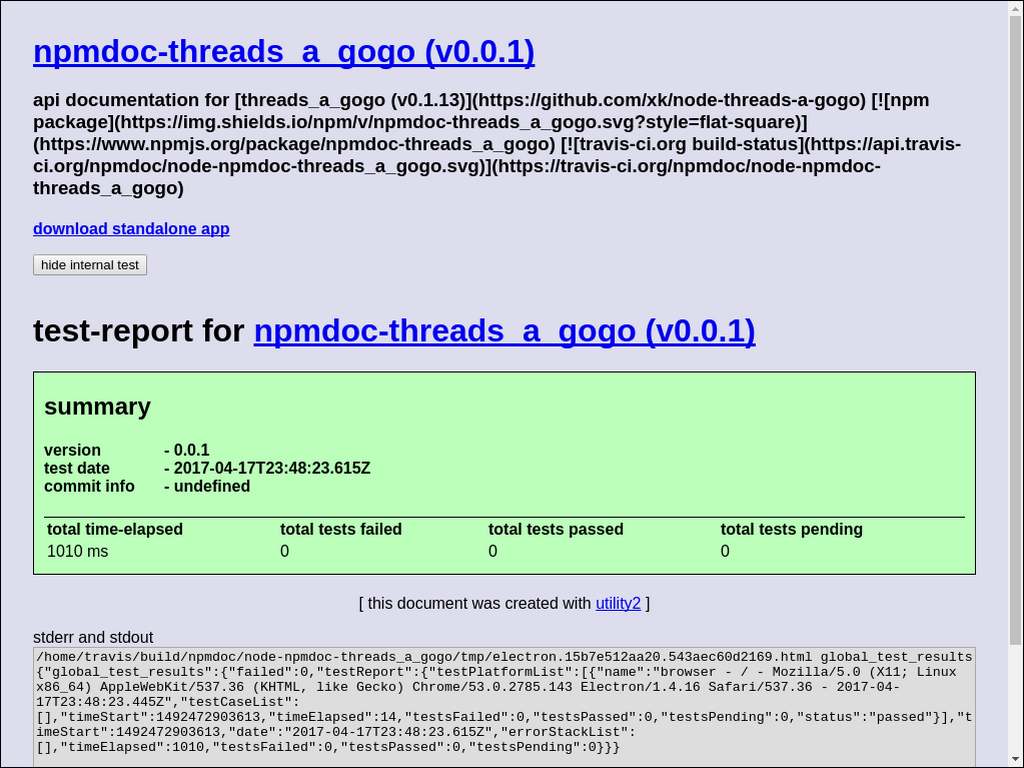 npmdoc-threads_a_gogo (v0.0.1)
api documentation for [threads_a_gogo (v0.1.13)](https://github.com/xk/node-threads-a-gogo) [![npm
package](https://img.shields.io/npm/v/npmdoc-threads_a_gogo.svg?style=flat-square)]
(https://www.npmjs.org/package/npmdoc-threads_a_gogo) [![travis-ci.org build-status](https://api.travis-
ci.org/npmdoc/node-npmdoc-threads_a_gogo.svg)](https://travis-ci.org/npmdoc/node-npmdoc-
threads_a_gogo)
download standalone app
hide internal test
test-report for npmdoc-threads_a_gogo (v0.0.1)
summary
version - 0.0.1
test date - 2017-04-17T23:48:23.615Z
commit info - undefined
total time-elapsed total tests failed total tests passed total tests pending
1010 ms 0 0 0
[ this document was created with utility2 ]
stderr and stdout
/home/travis/build/npmdoc/node-npmdoc-threads_a_gogo/tmp/electron.15b7e512aa20.543aec60d2169.html global_test_results
{"global_test_results":{"failed":0,"testReport":{"testPlatformList":[{"name":"browser - / - Mozilla/5.0 (X11; Linux
x86_64) AppleWebKit/537.36 (KHTML, like Gecko) Chrome/53.0.2785.143 Electron/1.4.16 Safari/537.36 - 2017-04-
17T23:48:23.445Z","testCaseList":
[],"timeStart":1492472903613,"timeElapsed":14,"testsFailed":0,"testsPassed":0,"testsPending":0,"status":"passed"}],"t
imeStart":1492472903613,"date":"2017-04-17T23:48:23.615Z","errorStackList":
[],"timeElapsed":1010,"testsFailed":0,"testsPassed":0,"testsPending":0}}}